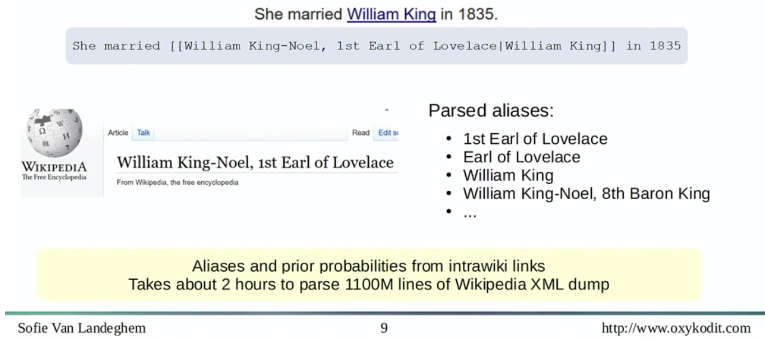 She married William King in 1835.
She married [[William King-Noel, 1st Earl of Lovelace|William King]] in 1835
WIKIPEDIA
The Free Encyclopedia
Article Talk
Read
William King-Noel, 1st Earl of Lovelace
From Wikipedia, the free encyclopedia
Parsed aliases:
• 1st Earl of Lovelace
• Earl of Lovelace
• William King
• William King-Noel, 8th Baron King
• ...
Aliases and prior probabilities from intrawiki links
Takes about 2 hours to parse 1100M lines of Wikipedia XML dump
Sofie Van Landeghem
9
http://www.oxykodit.com